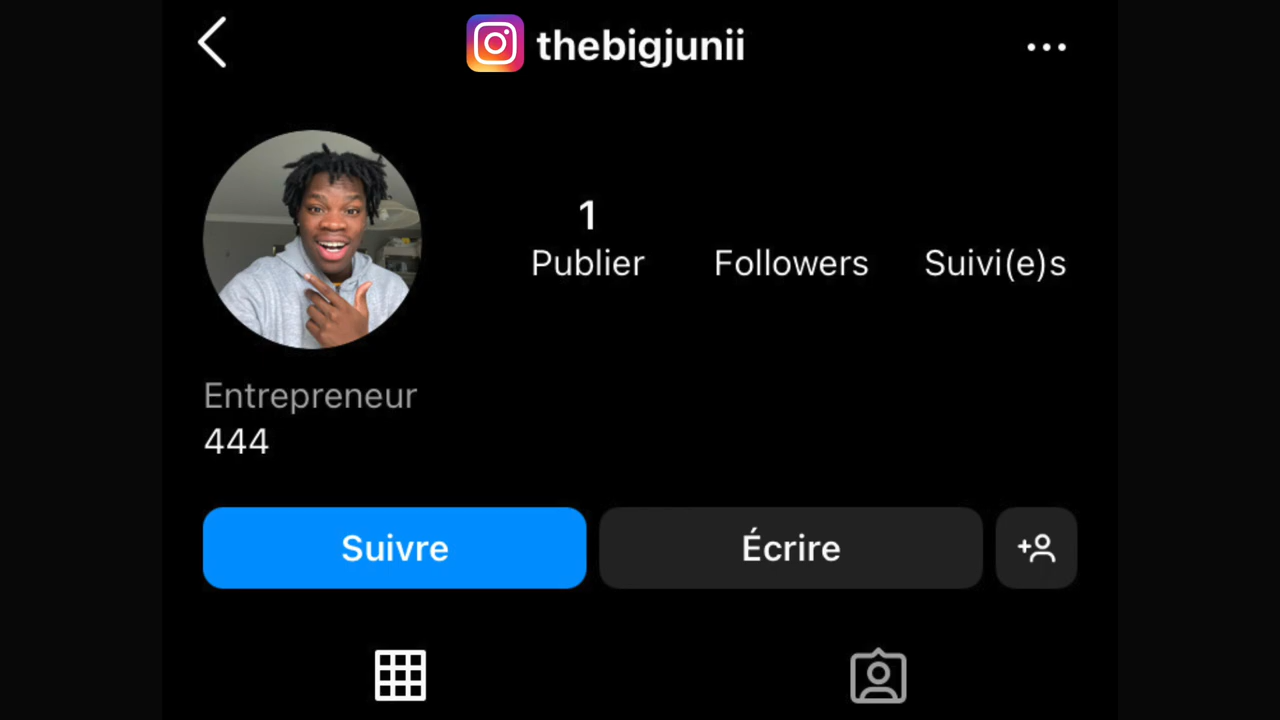 thebigjunii
1
Publier Followers Suivi(e)s
Entrepreneur
444
Suivre Écrire